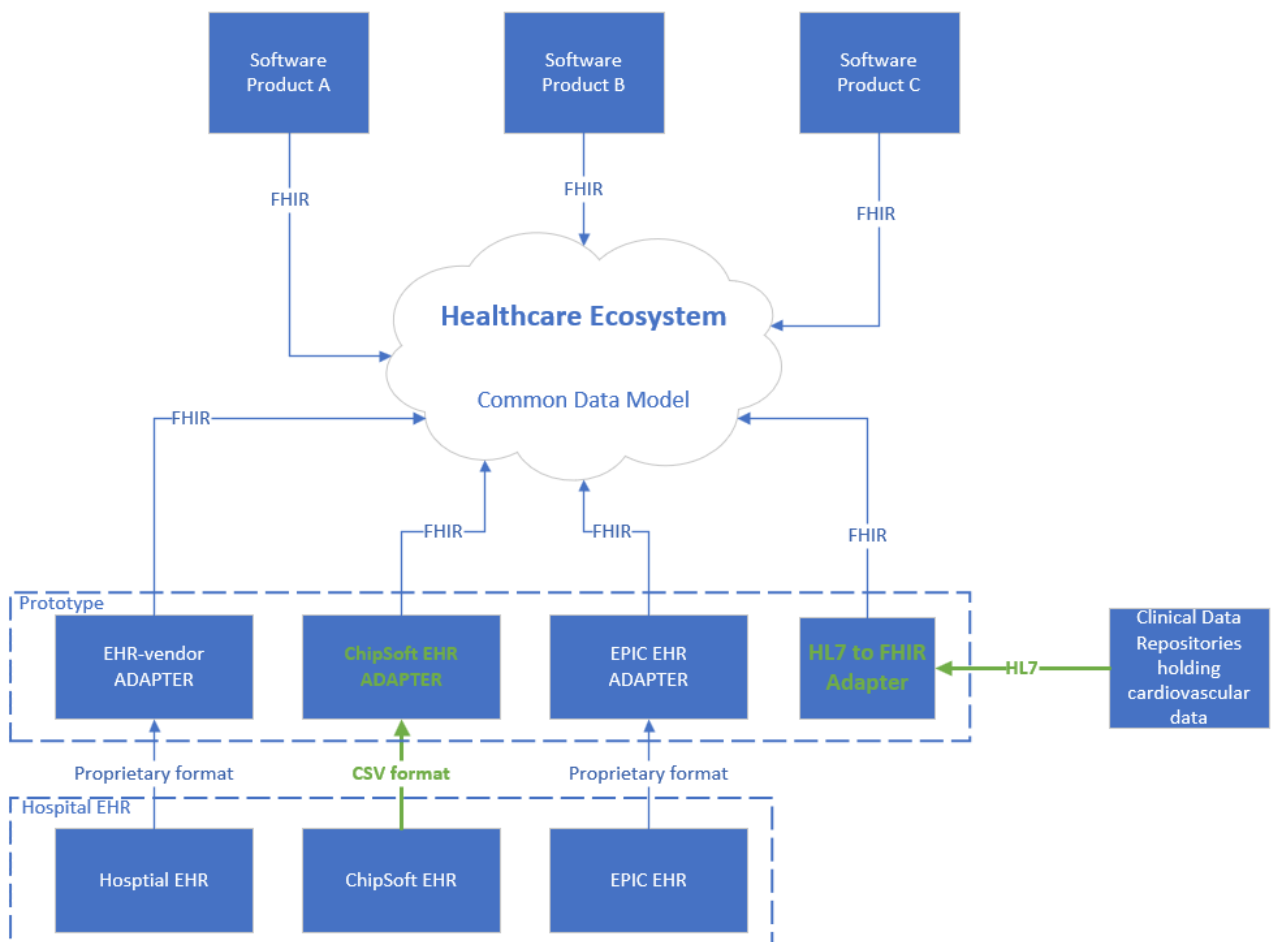 Software
Product A
Software
Product B
Software
Product C
FHIR
FHIR
FHIR
Healthcare Ecosystem
Common Data Model
FHIR
FHIR
FHIR
FHIR
Prototype
EHR-vendor
ADAPTER
ChipSoft EHR
ADAPTER
EPIC EHR
ADAPTER
HL7 to FHIR
Adapter
HL7
Clinical Data
Repositories
holding
cardiovascular
data
Proprietary format
CSV format
Proprietary format
Hospital EHR
Hosptial EHR
ChipSoft EHR
EPIC EHR